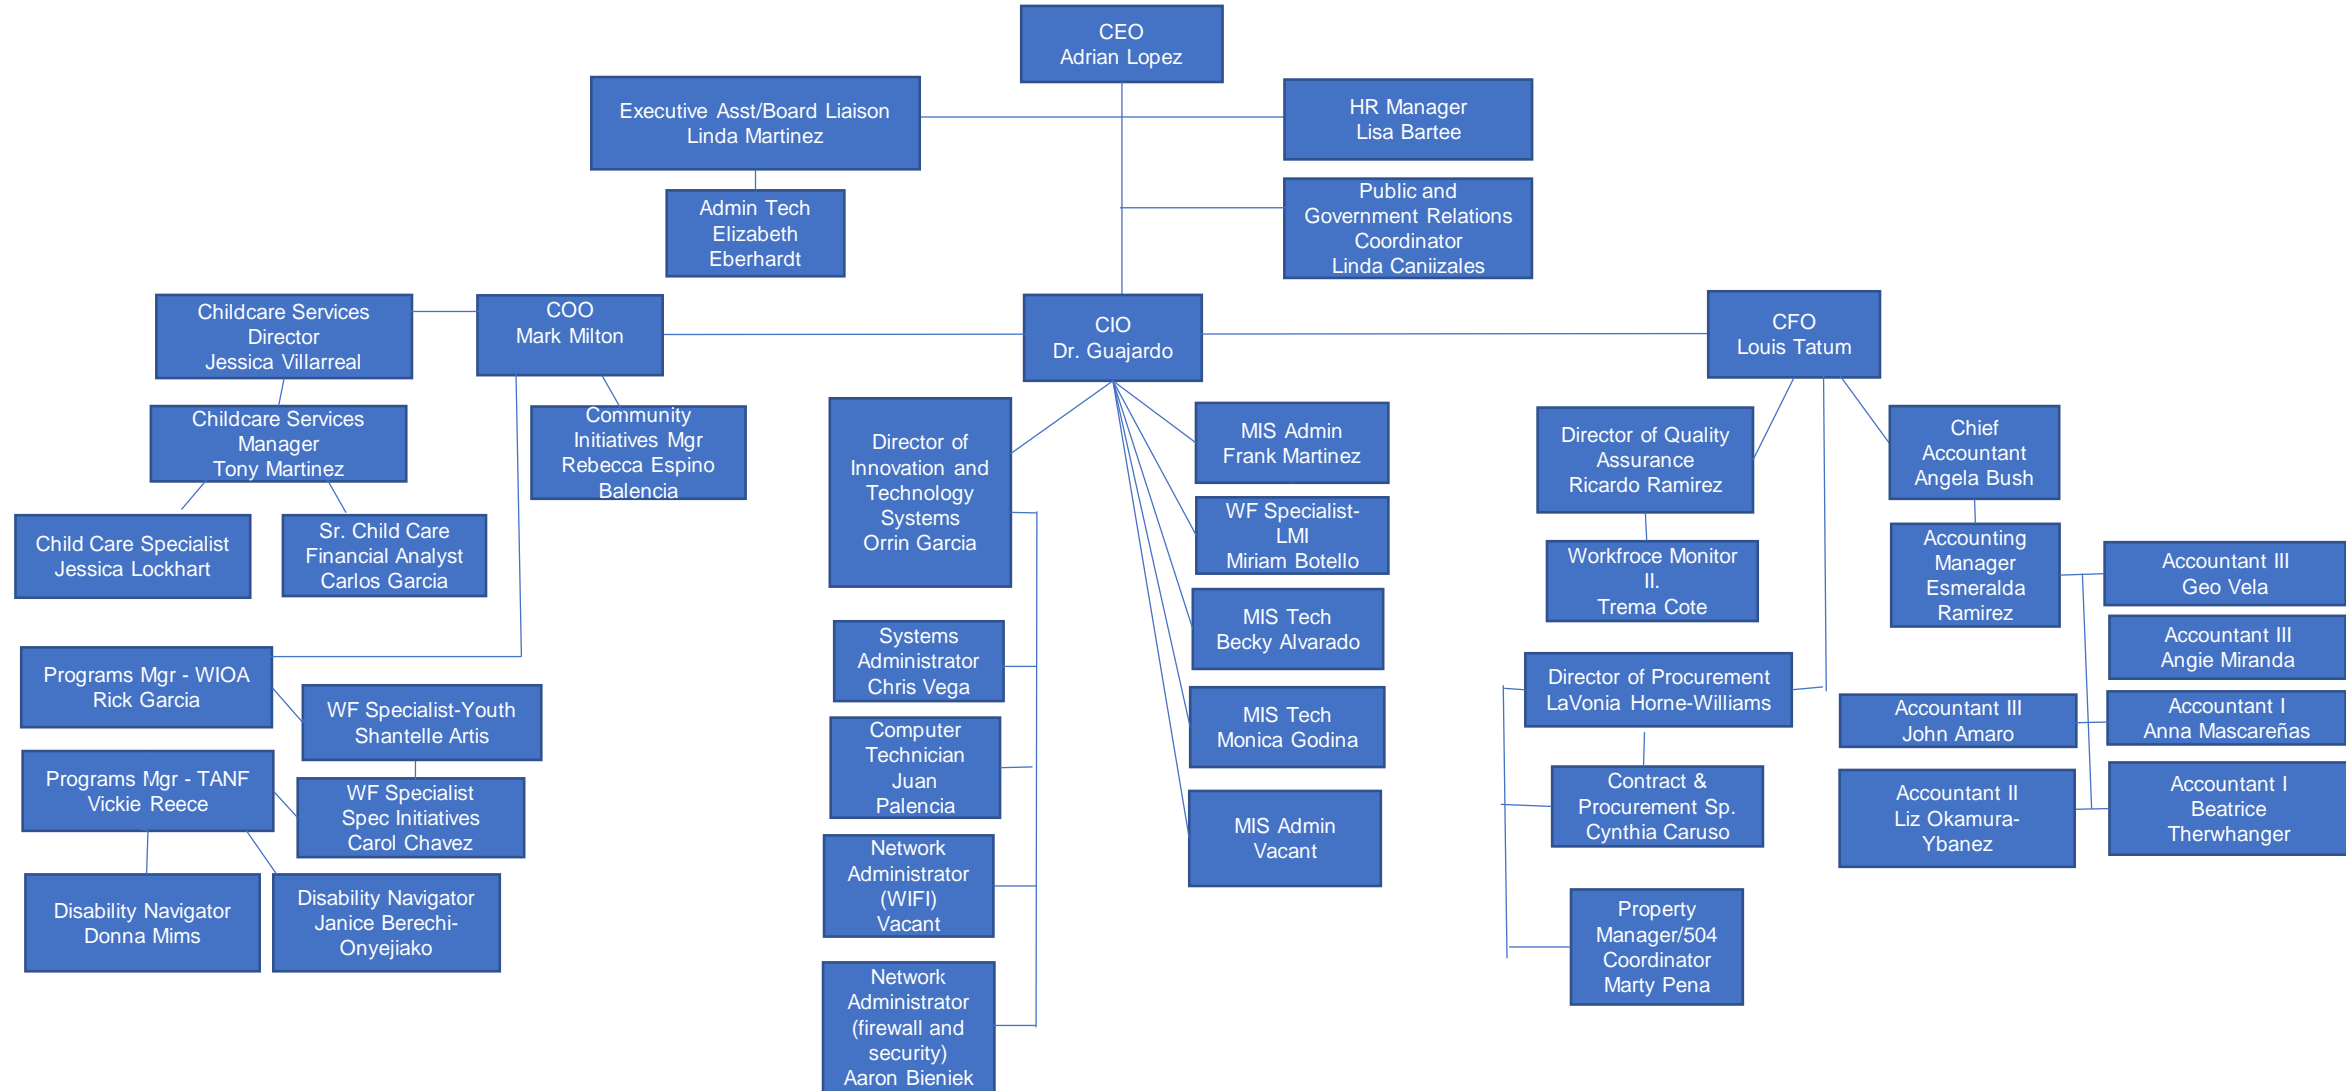 CEO
Adrian Lopez
Executive Asst/Board Liaison
Linda Martinez
HR Manager
Lisa Bartee
Admin Tech
Elizabeth
Eberhardt
Public and
Government Relations
Coordinator
Linda Caniizales
Childcare Services
Director
Jessica Villarreal
COO
Mark Milton
CIO
Dr. Guajardo
CFO
Louis Tatum
Childcare Services
Manager
Tony Martinez
Community
Initiatives Mgr
Rebecca Espino
Balencia
Child Care Specialist
Jessica Lockhart
Sr. Child Care
Financial Analyst
Carlos Garcia
Programs Mgr - WIOA
Rick Garcia
WF Specialist-Youth
Shantelle Artis
Programs Mgr - TANF
Vickie Reece
WF Specialist
Spec Initiatives
Carol Chavez
Disability Navigator
Donna Mims
Disability Navigator
Janice Berechi-
Onyejiako
Director of
Innovation and
Technology
Systems
Orrin Garcia
Systems
Administrator
Chris Vega
Computer
Technician
Juan
Palencia
Network
Administrator
(WIFI)
Vacant
Network
Administrator
(firewall and
security)
Aaron Bieniek
MIS Admin
Frank Martinez
WF Specialist-
LMI
Miriam Botello
MIS Tech
Becky Alvarado
MIS Tech
Monica Godina
MIS Admin
Vacant
Director of Quality
Assurance
Ricardo Ramirez
Workfroce Monitor
II.
Trema Cote
Director of Procurement
LaVonia Horne-Williams
Contract &
Procurement Sp.
Cynthia Caruso
Property
Manager/504
Coordinator
Marty Pena
Chief
Accountant
Angela Bush
Accounting
Manager
Esmeralda
Ramirez
Accountant III
Geo Vela
Accountant III
Angie Miranda
Accountant III
John Amaro
Accountant I
Anna Mascareñas
Accountant II
Liz Okamura-
Ybanez
Accountant I
Beatrice
Therwhanger